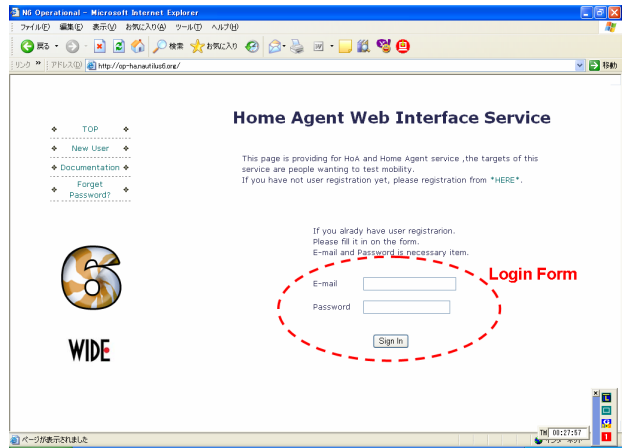 N6 Operational - Microsoft Internet Explorer
ファイル(F) 編集(E) 表示(V) お気に入り(A) ツール(T) ヘルプ(H)
戻る 検索 お気に入り
リンク » アドレス(D) http://op-ha.nautilus6.org/ 移動
Home Agent Web Interface Service
TOP
New User
Documentation
Forget
Password?
This page is providing for HoA and Home Agent service ,the targets of this
service are people wanting to test mobility.
If you have not user registration yet, please registration from *HERE*.
If you alrady have user registrarion.
Please fill it in on the form.
E-mail and Password is necessary item.
Login Form
E-mail
Password
Sign In
6
WIDE
ページが表示されました
TM 00:27:57